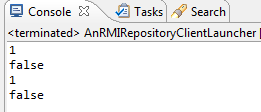 Console Tasks Search
<terminated> AnRMIRepositoryClientLauncher [
1
false
1
false